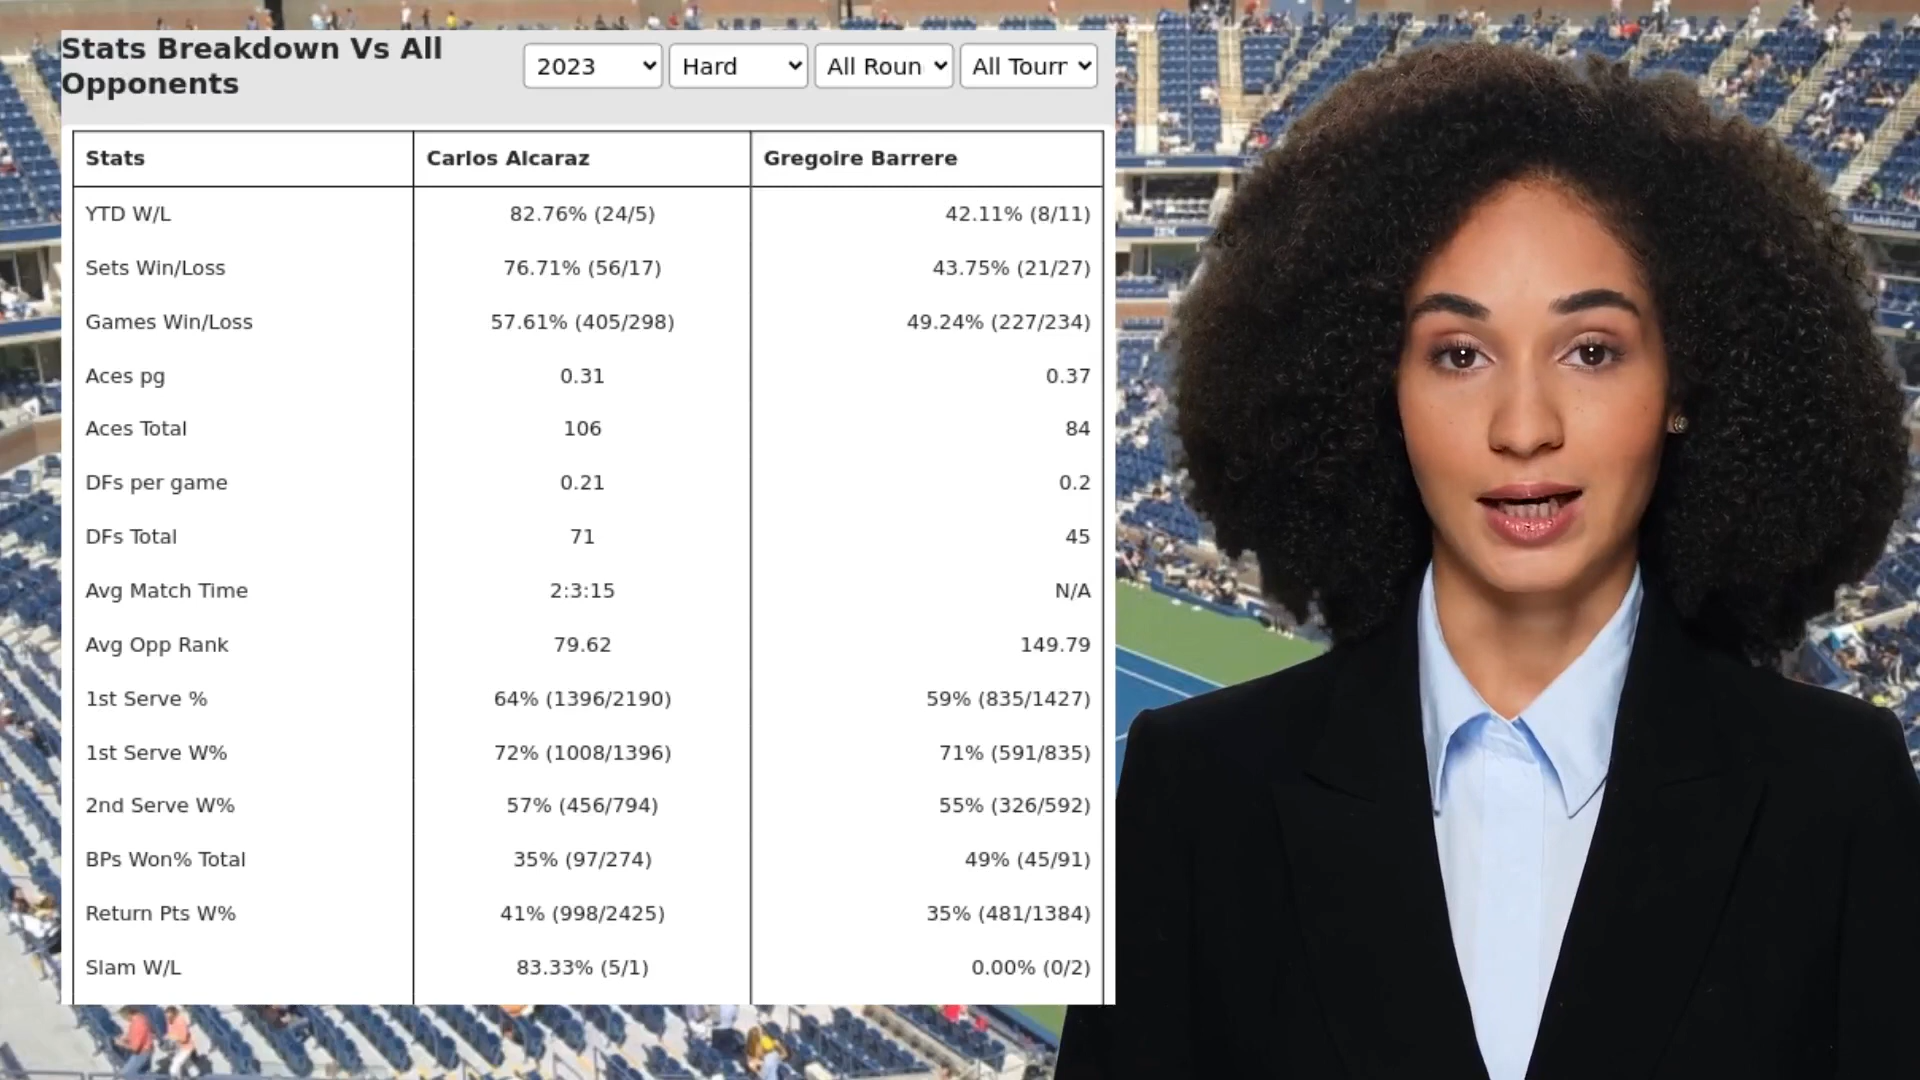 Stats Breakdown Vs All
Opponents
2023 Hard All Roun All Tourr
Stats Carlos Alcaraz Gregoire Barrere
YTD W/L 82.76% (24/5) 42.11% (8/11)
Sets Win/Loss 76.71% (56/17) 43.75% (21/27)
Games Win/Loss 57.61% (405/298) 49.24% (227/234)
Aces pg 0.31 0.37
Aces Total 106 84
DFs per game 0.21 0.2
DFs Total 71 45
Avg Match Time 2:3:15 N/A
Avg Opp Rank 79.62 149.79
1st Serve % 64% (1396/2190) 59% (835/1427)
1st Serve W% 72% (1008/1396) 71% (591/835)
2nd Serve W% 57% (456/794) 55% (326/592)
BPs Won% Total 35% (97/274) 49% (45/91)
Return Pts W% 41% (998/2425) 35% (481/1384)
Slam W/L 83.33% (5/1) 0.00% (0/2)
IBM